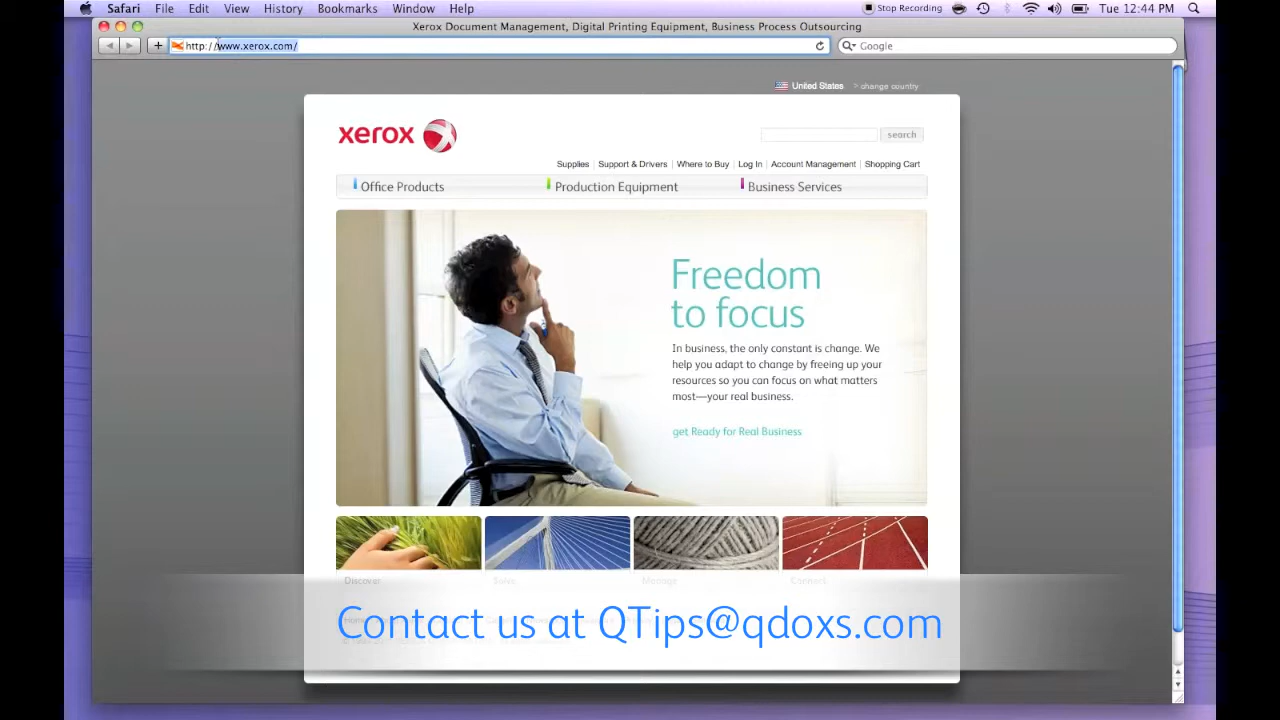 Safari File Edit View History Bookmarks Window Help Stop Recording Tue 12:44 PM
Xerox Document Management, Digital Printing Equipment, Business Process Outsourcing
http://www.xerox.com/ Google
United States > change country
xerox
search
Supplies | Support & Drivers | Where to Buy | Log In | Account Management | Shopping Cart
Office Products Production Equipment Business Services
Freedom
to focus
In business, the only constant is change. We
help you adapt to change by freeing up your
resources so you can focus on what matters
most—your real business.
get Ready for Real Business
Discover Solve Manage Connect
Contact us at QTips@qdoxs.com